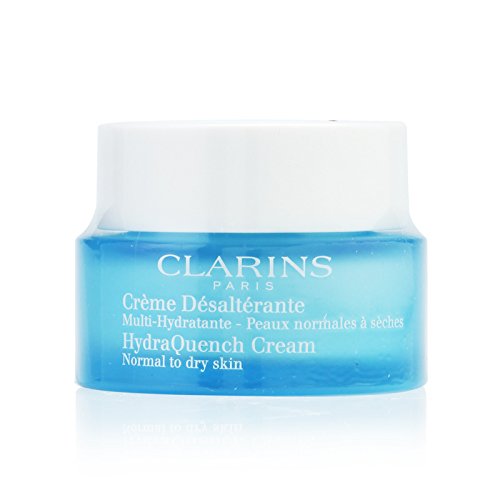 CLARINS
PARIS
Crème Désaltérante
Multi-Hydratante - Peaux normales à sèches
HydraQuench Cream
Normal to dry skin